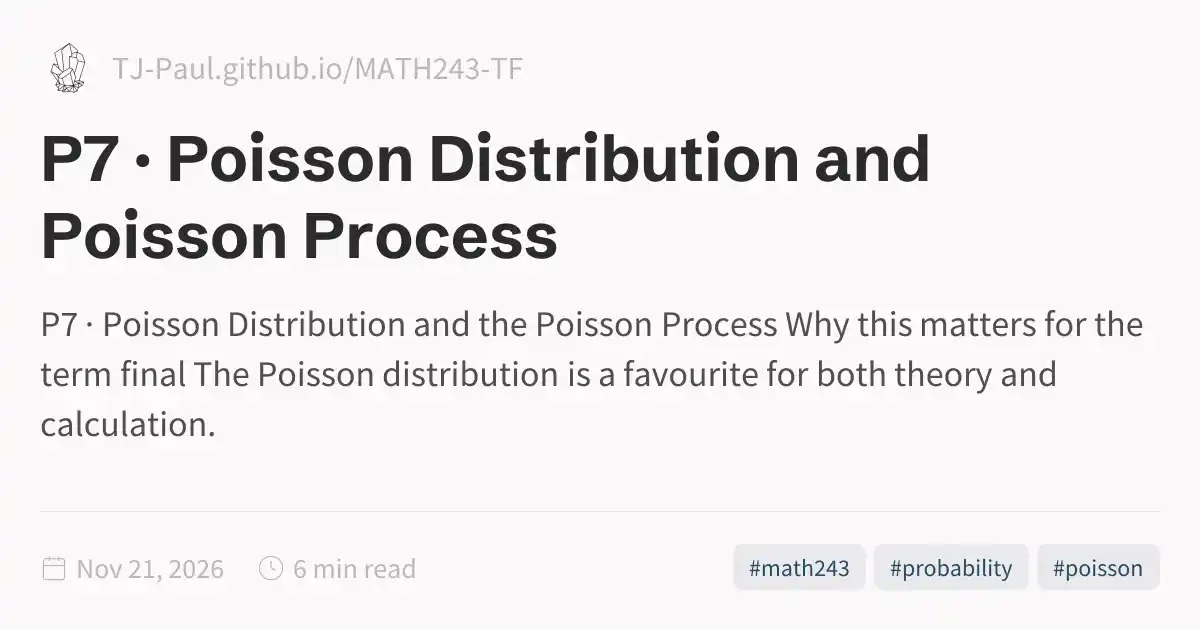 TJ-Paul.github.io/MATH243-TF
P7 · Poisson Distribution and
Poisson Process
P7 · Poisson Distribution and the Poisson Process Why this matters for the
term final The Poisson distribution is a favourite for both theory and
calculation.
Nov 21, 2026 6 min read #math243 #probability #poisson